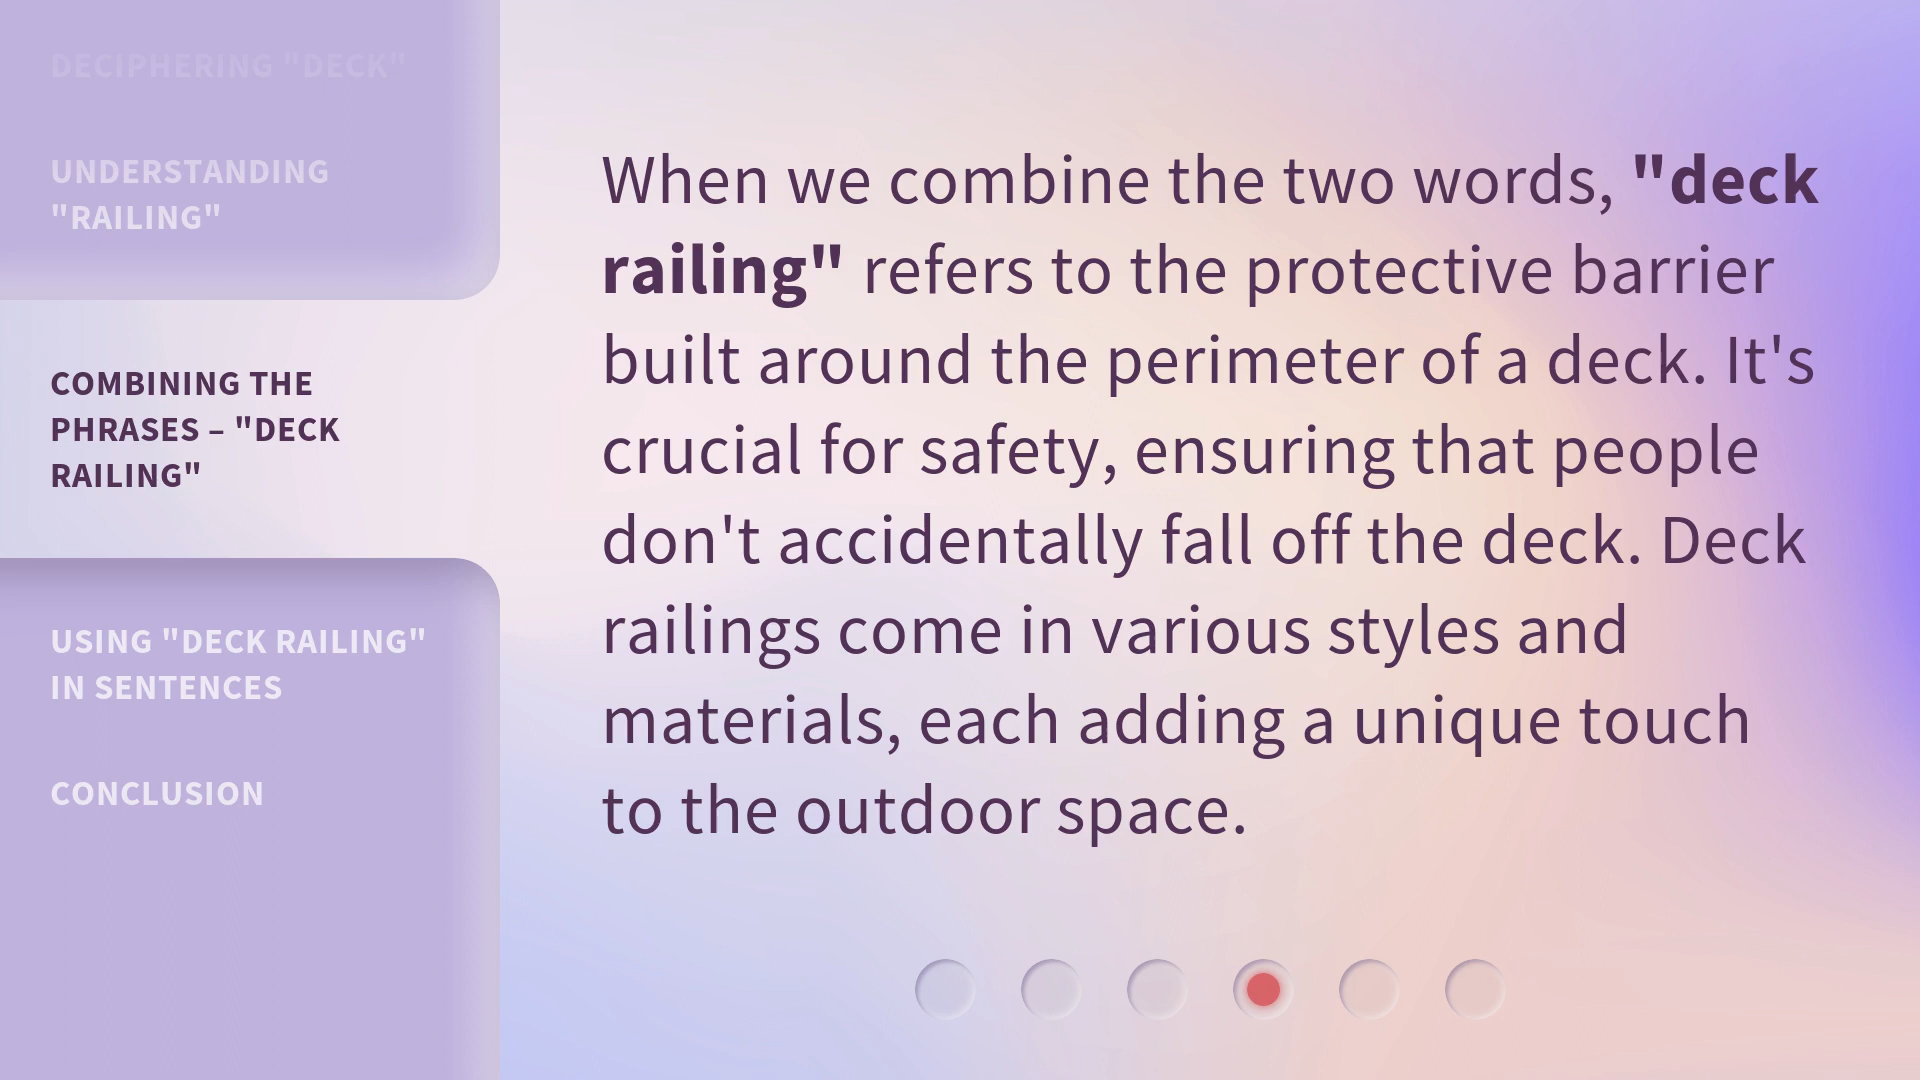 DECIPHERING "DECK"
UNDERSTANDING
"RAILING"
COMBINING THE
PHRASES – "DECK
RAILING"
USING "DECK RAILING"
IN SENTENCES
CONCLUSION
When we combine the two words, "deck
railing" refers to the protective barrier
built around the perimeter of a deck. It's
crucial for safety, ensuring that people
don't accidentally fall off the deck. Deck
railings come in various styles and
materials, each adding a unique touch
to the outdoor space.